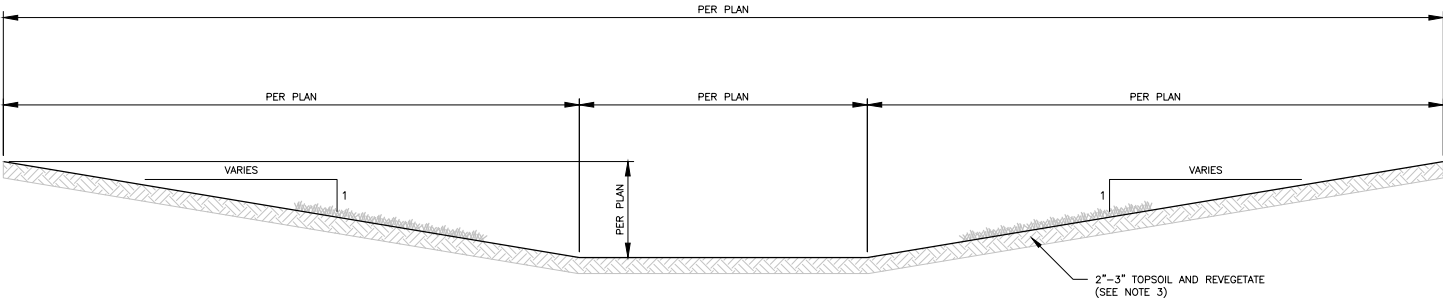 PER PLAN
PER PLAN
PER PLAN
PER PLAN
VARIES
1
PER PLAN
1
VARIES
2"-3" TOPSOIL AND REVEGETATE
(SEE NOTE 3)